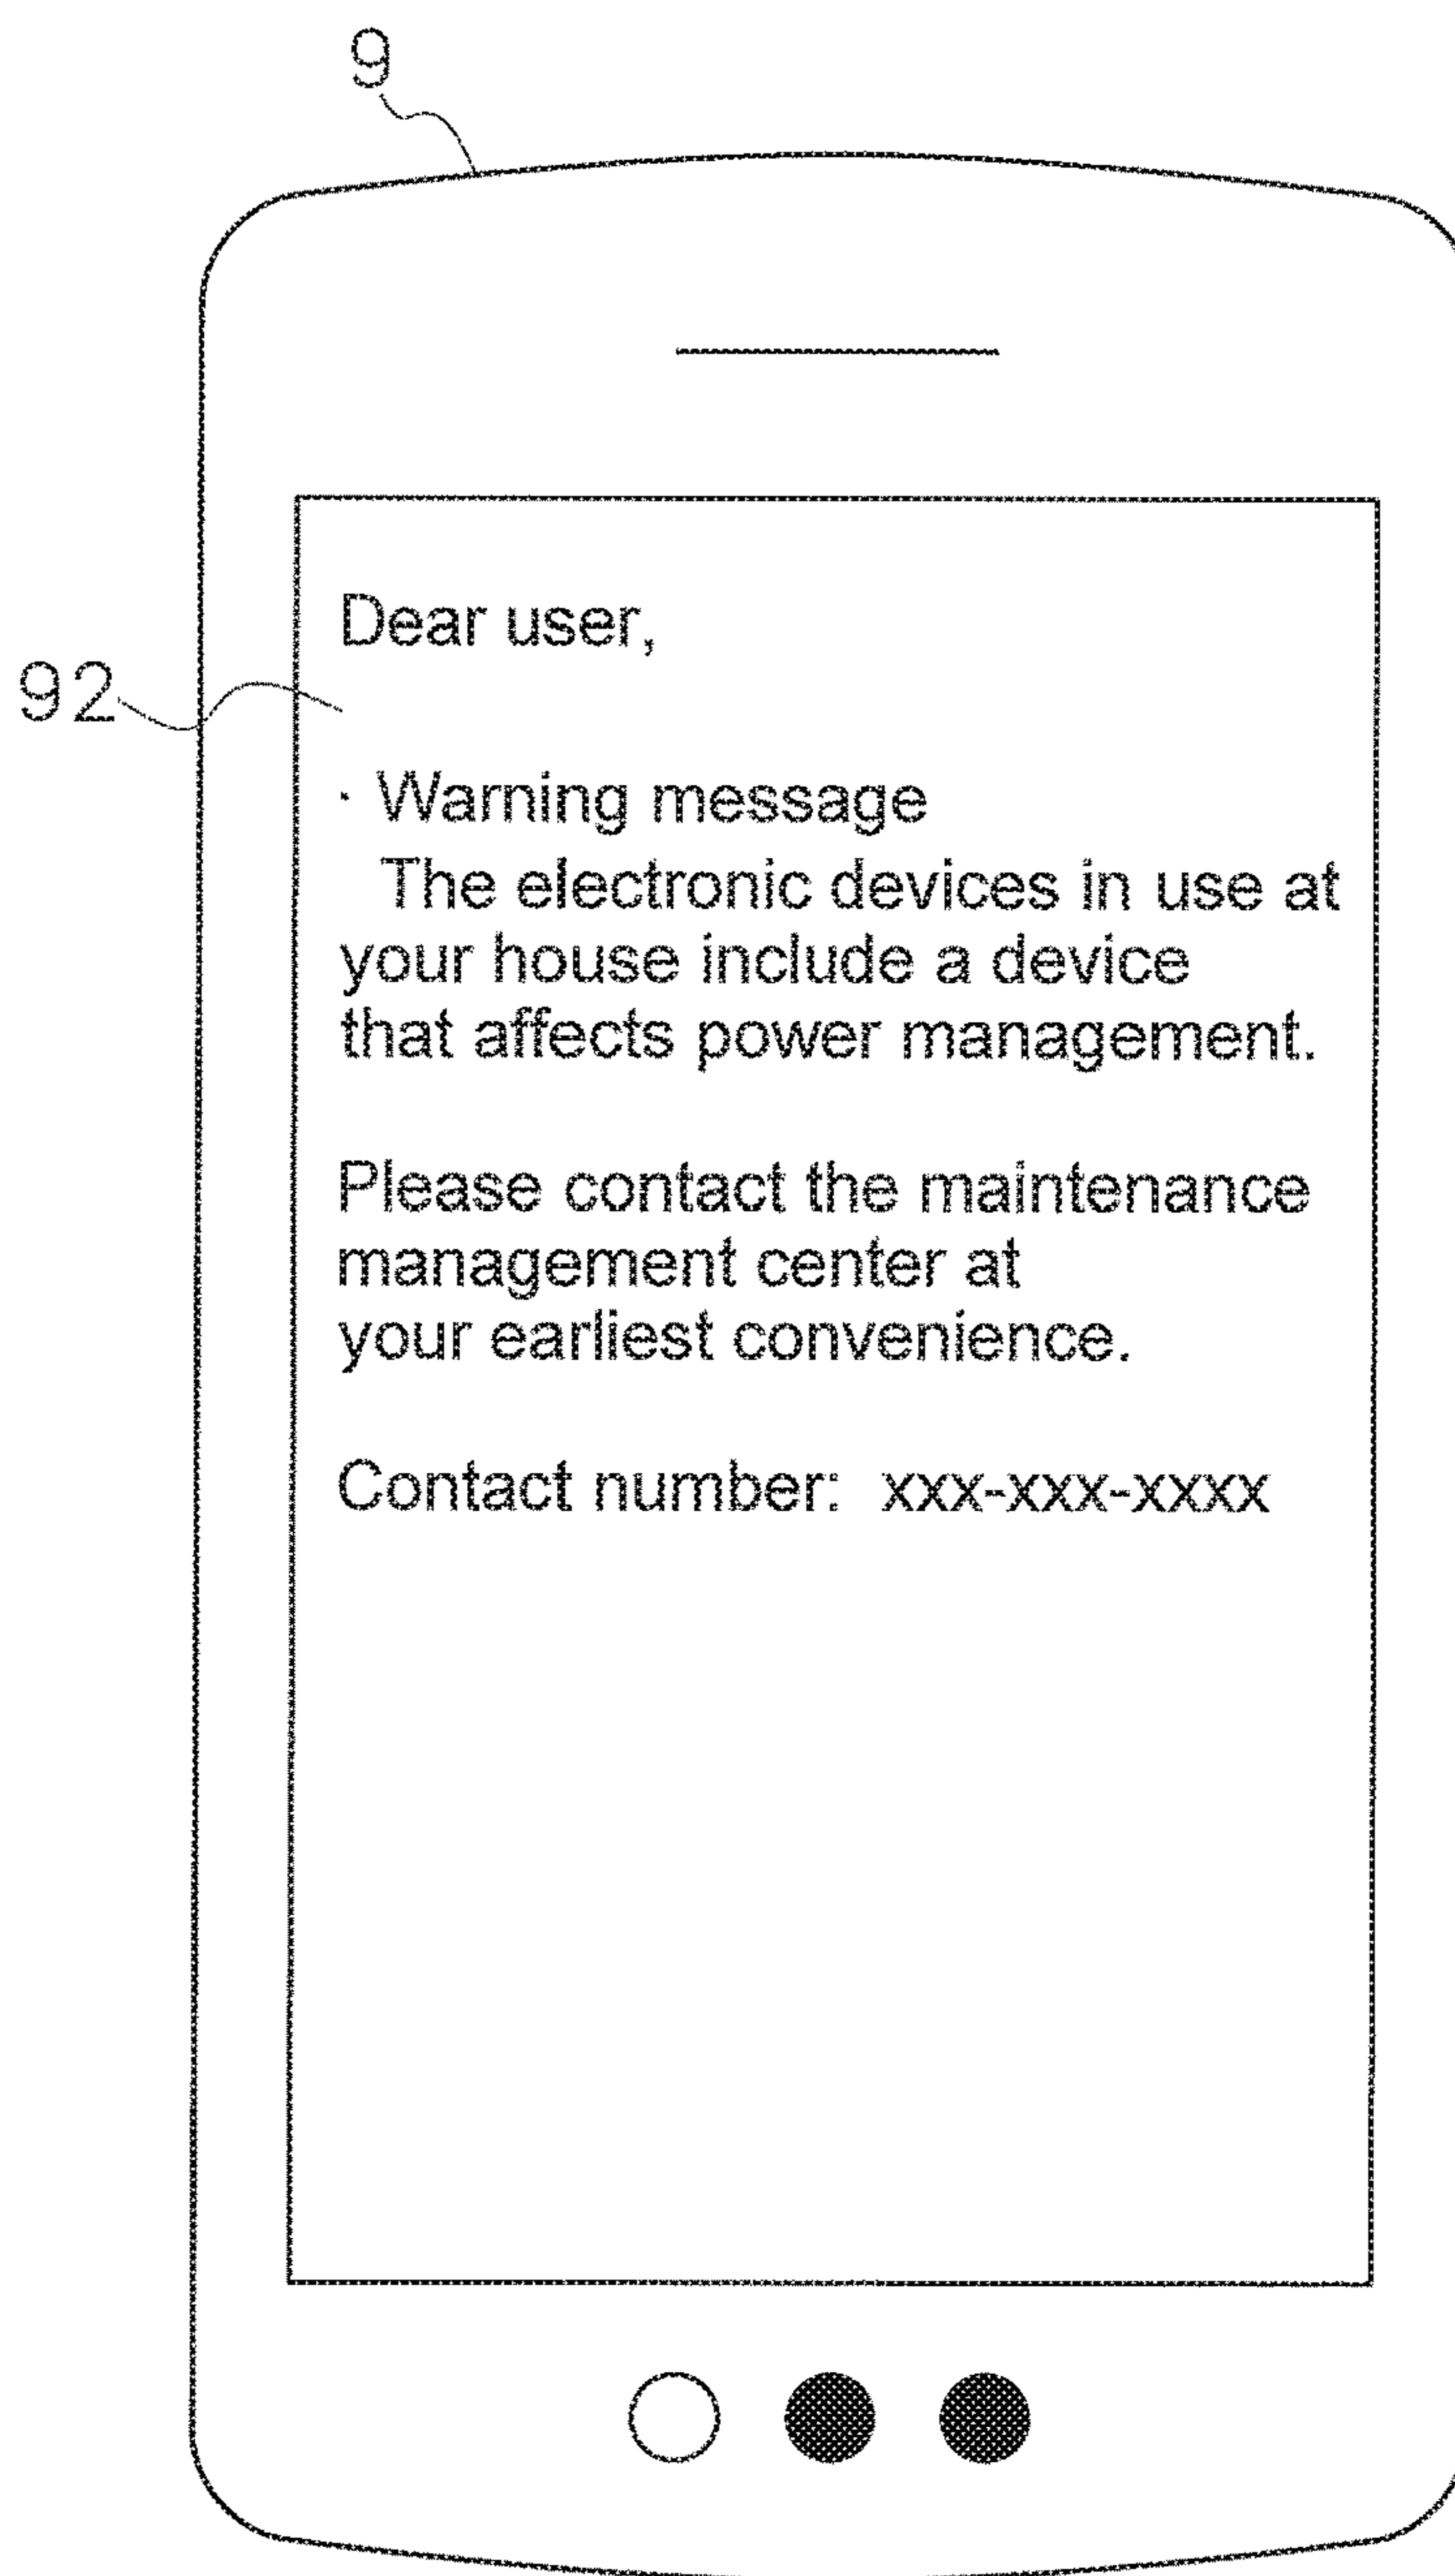 9
92
Dear user,
· Warning message
The electronic devices in use at
your house include a device
that affects power management.
Please contact the maintenance
management center at
your earliest convenience.
Contact number: xxx-xxx-xxxx